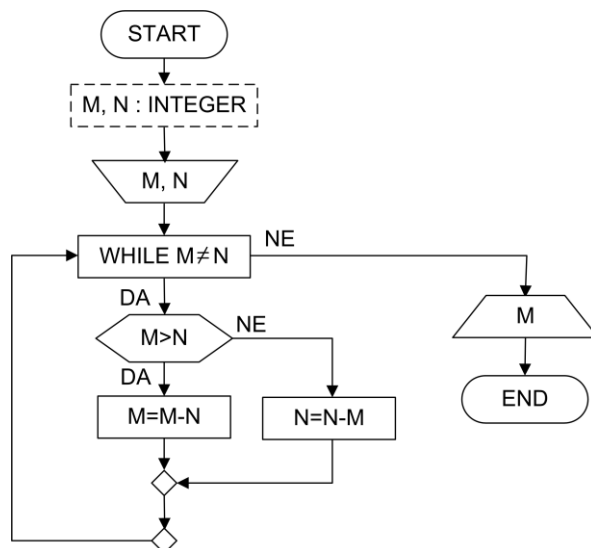 START
M, N : INTEGER
M, N
WHILE M≠N
NE
DA
M>N
NE
DA
M=M-N
N=N-M
M
END